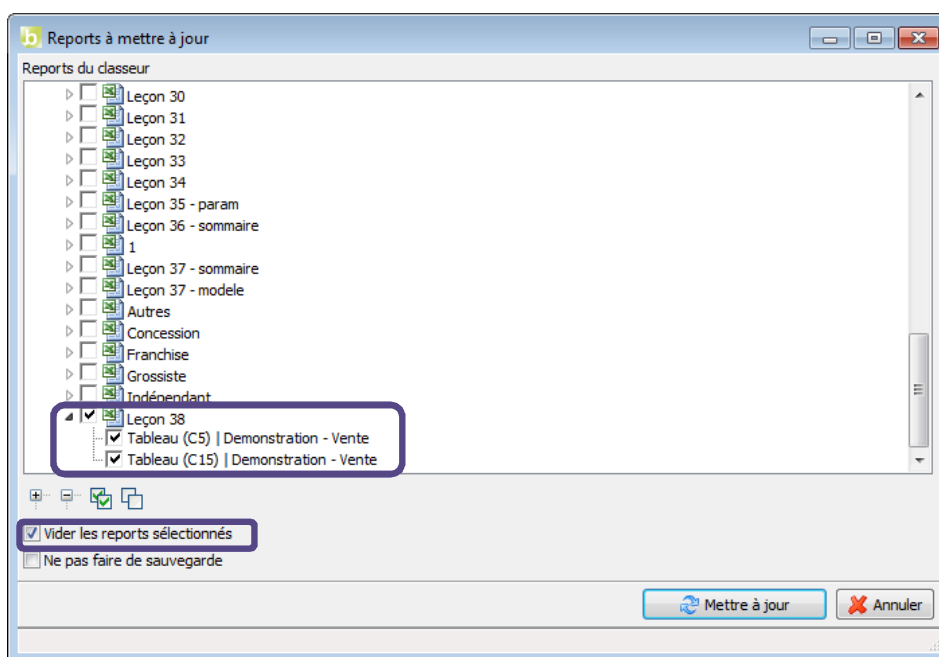 Reports à mettre à jour
Reports du classeur
Leçon 30
Leçon 31
Leçon 32
Leçon 33
Leçon 34
Leçon 35 - param
Leçon 36 - sommaire
1
Leçon 37 - sommaire
Leçon 37 - modele
Autres
Concession
Franchise
Grossiste
Indépendant
Leçon 38
Tableau (C5) | Demonstration - Vente
Tableau (C15) | Demonstration - Vente
Vider les reports sélectionnés
Ne pas faire de sauvegarde
Mettre à jour
Annuler